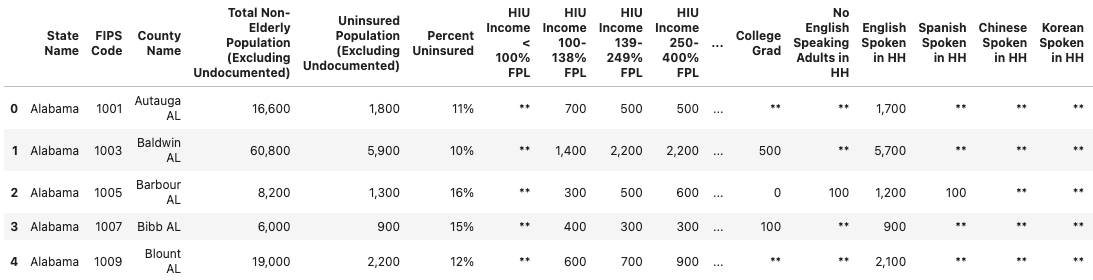 State Name FIPS Code County Name Total Non-Elderly Population (Excluding Undocumented) Uninsured Population (Excluding Undocumented) Percent Uninsured HIU Income < 100% FPL HIU Income 100-138% FPL HIU Income 139-249% FPL HIU Income 250-400% FPL ... College Grad No English Speaking Adults in HH English Spoken in HH Spanish Spoken in HH Chinese Spoken in HH Korean Spoken in HH
0 Alabama 1001 Autauga AL 16,600 1,800 11% ** 700 500 500 ... ** ** 1,700 ** ** **
1 Alabama 1003 Baldwin AL 60,800 5,900 10% ** 1,400 2,200 2,200 ... 500 ** 5,700 ** ** **
2 Alabama 1005 Barbour AL 8,200 1,300 16% ** 300 500 600 ... 0 100 1,200 100 ** **
3 Alabama 1007 Bibb AL 6,000 900 15% ** 400 300 300 ... 100 ** 900 ** ** **
4 Alabama 1009 Blount AL 19,000 2,200 12% ** 600 700 900 ... ** ** 2,100 ** ** **